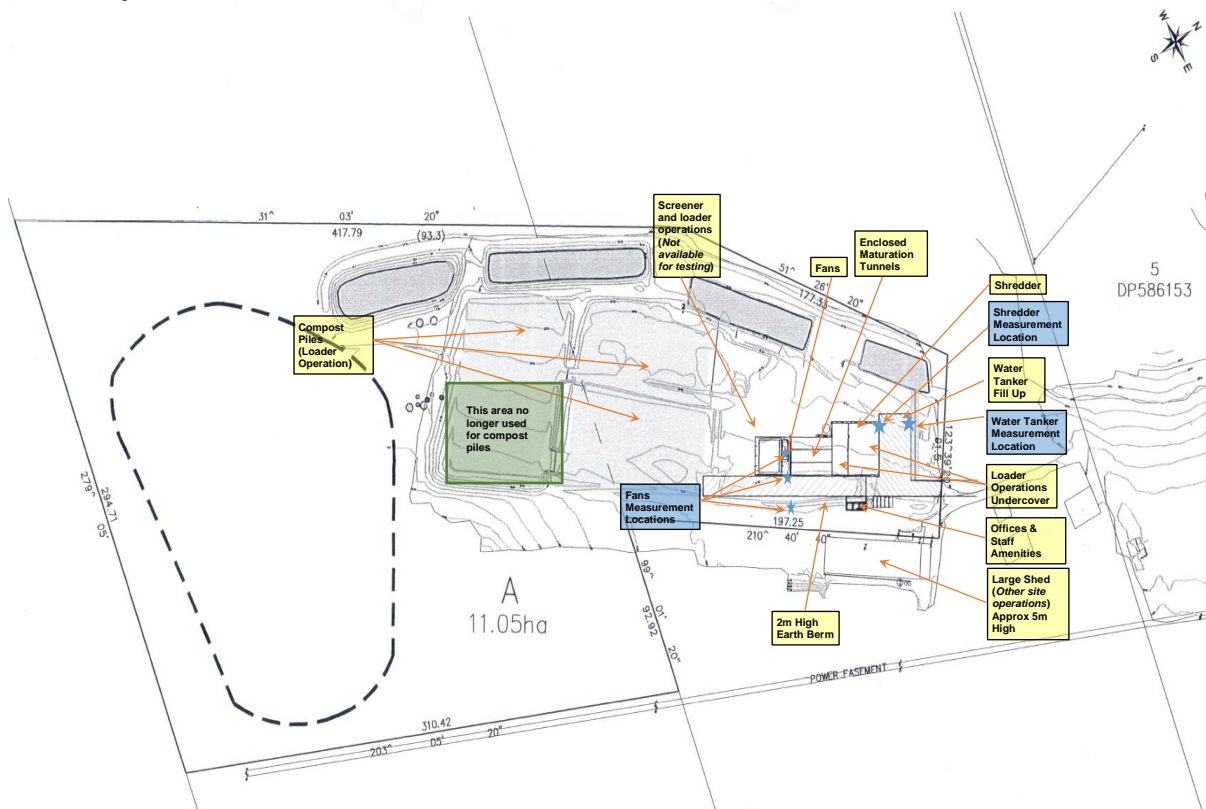 W
N
S
E
Screener
and loader
operations
(Not
available
for testing)
Fans
Enclosed
Maturation
Tunnels
Shredder
Shredder
Measurement
Location
Water
Tanker
Fill Up
Water Tanker
Measurement
Location
Loader
Operations
Undercover
Offices &
Staff
Amenities
Large Shed
(Other site
operations)
Approx 5m
High
2m High
Earth Berm
Fans
Measurement
Locations
Compost
Piles
(Loader
Operation)
This area no
longer used
for compost
piles
5
DP586153
31^ 03' 20"
417.79 (93.3)
51^ 26' 20"
177.35
123^39'20"
197.25
210^ 40' 40"
99^ 01' 20"
92.92
279^ 05'
294.71
A
11.05ha
310.42
203^ 05' 20"
POWER EASEMENT